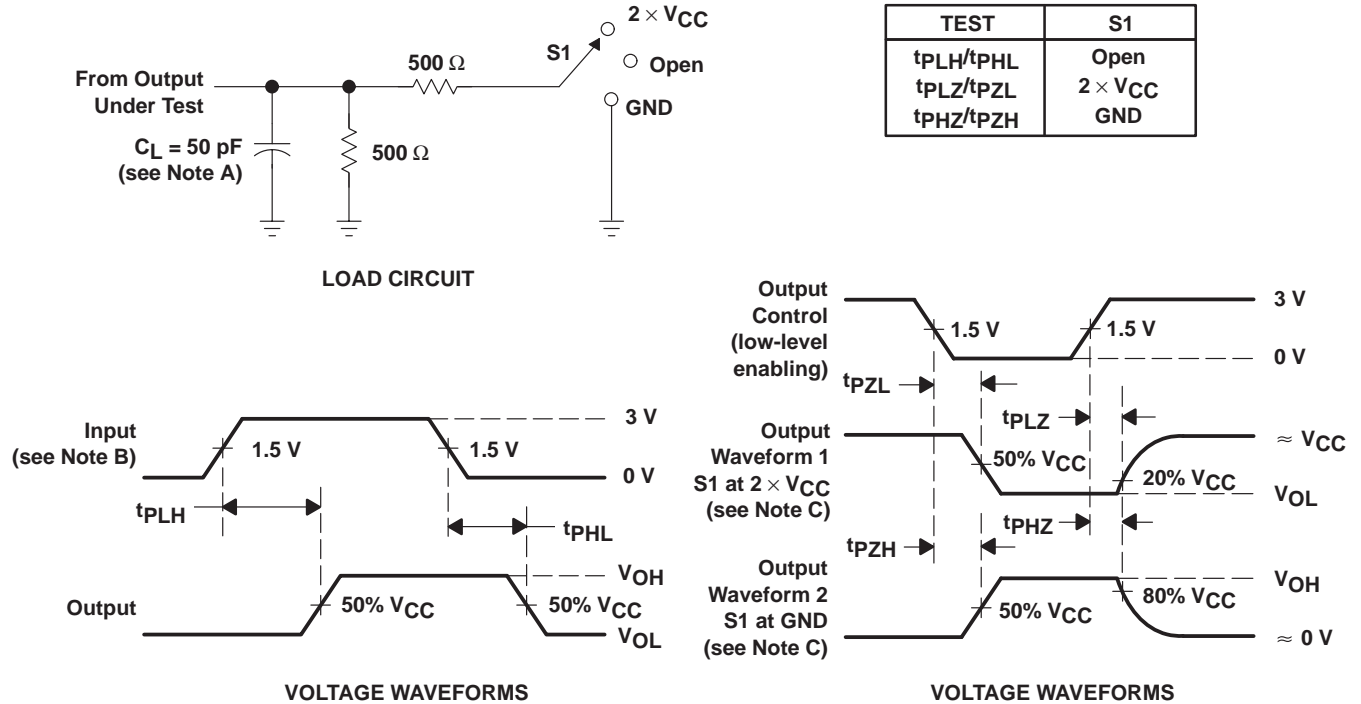 2 × VCC
S1
500 Ω
Open
From Output
Under Test
GND
CL = 50 pF
(see Note A)
500 Ω
LOAD CIRCUIT
TEST S1
tPLH/tPHL Open
tPLZ/tPZL 2 × VCC
tPHZ/tPZH GND
Input
(see Note B)
1.5 V 1.5 V
3 V
0 V
tPLH
tPHL
Output
50% VCC 50% VCC
VOH
VOL
VOLTAGE WAVEFORMS
Output
Control
(low-level
enabling)
1.5 V 1.5 V
3 V
0 V
tPZL
tPLZ
Output
Waveform 1
S1 at 2 × VCC
(see Note C)
50% VCC 20% VCC
≈ VCC
VOL
tPHZ
tPZH
Output
Waveform 2
S1 at GND
(see Note C)
50% VCC 80% VCC
VOH
≈ 0 V
VOLTAGE WAVEFORMS